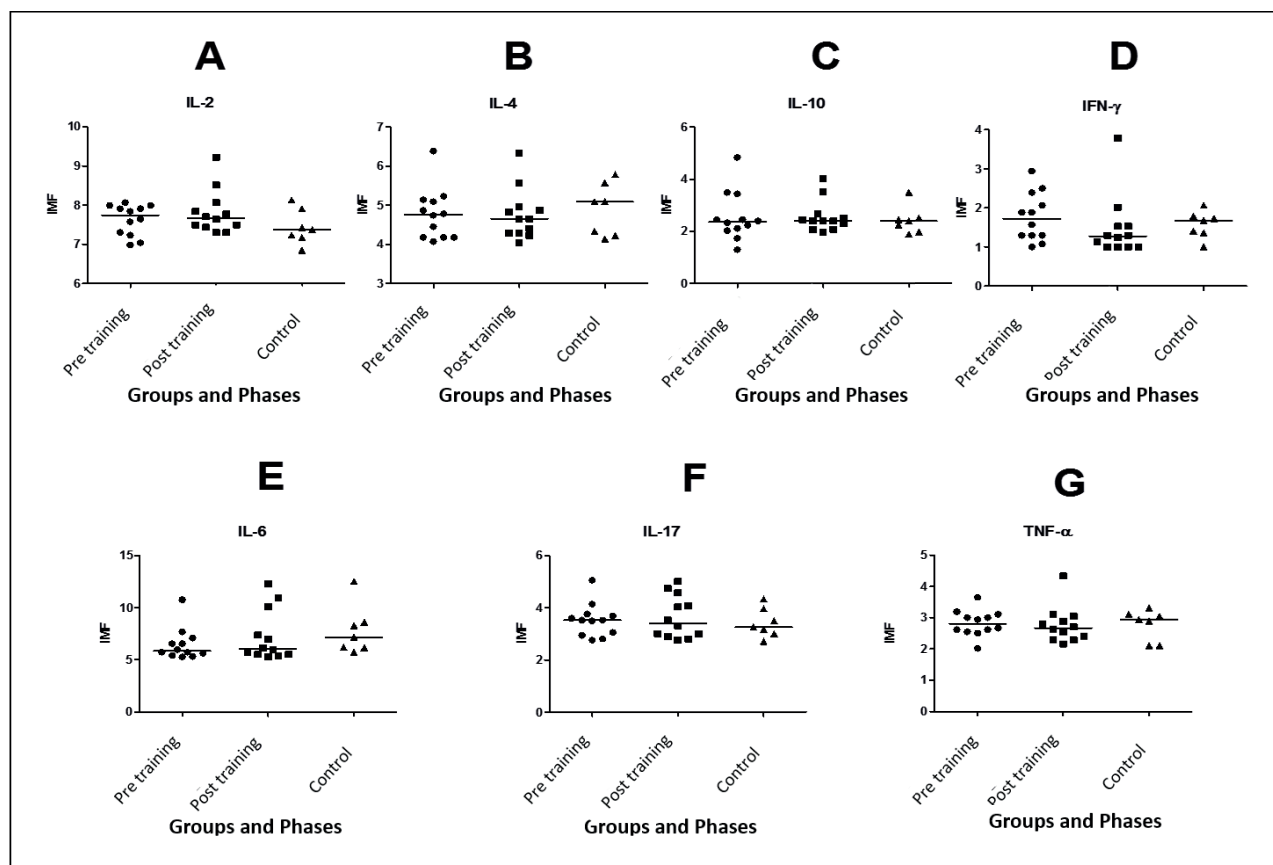 A
IL-2
10
9
8
7
6
IMF
Pre training
Post training
Control
Groups and Phases
B
IL-4
7
6
5
4
3
IMF
Pre training
Post training
Control
Groups and Phases
C
IL-10
6
4
2
0
IMF
Pre training
Post training
Control
Groups and Phases
D
IFN-γ
4
3
2
1
0
IMF
Pre training
Post training
Control
Groups and Phases
E
IL-6
15
10
5
0
IMF
Pre training
Post training
Control
Groups and Phases
F
IL-17
6
4
2
0
IMF
Pre training
Post training
Control
Groups and Phases
G
TNF-α
5
4
3
2
1
0
IMF
Pre training
Post training
Control
Groups and Phases